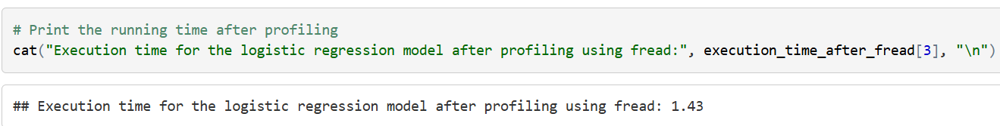 # Print the running time after profiling
cat("Execution time for the logistic regression model after profiling using fread:", execution_time_after_fread[3], "\n")
## Execution time for the logistic regression model after profiling using fread: 1.43